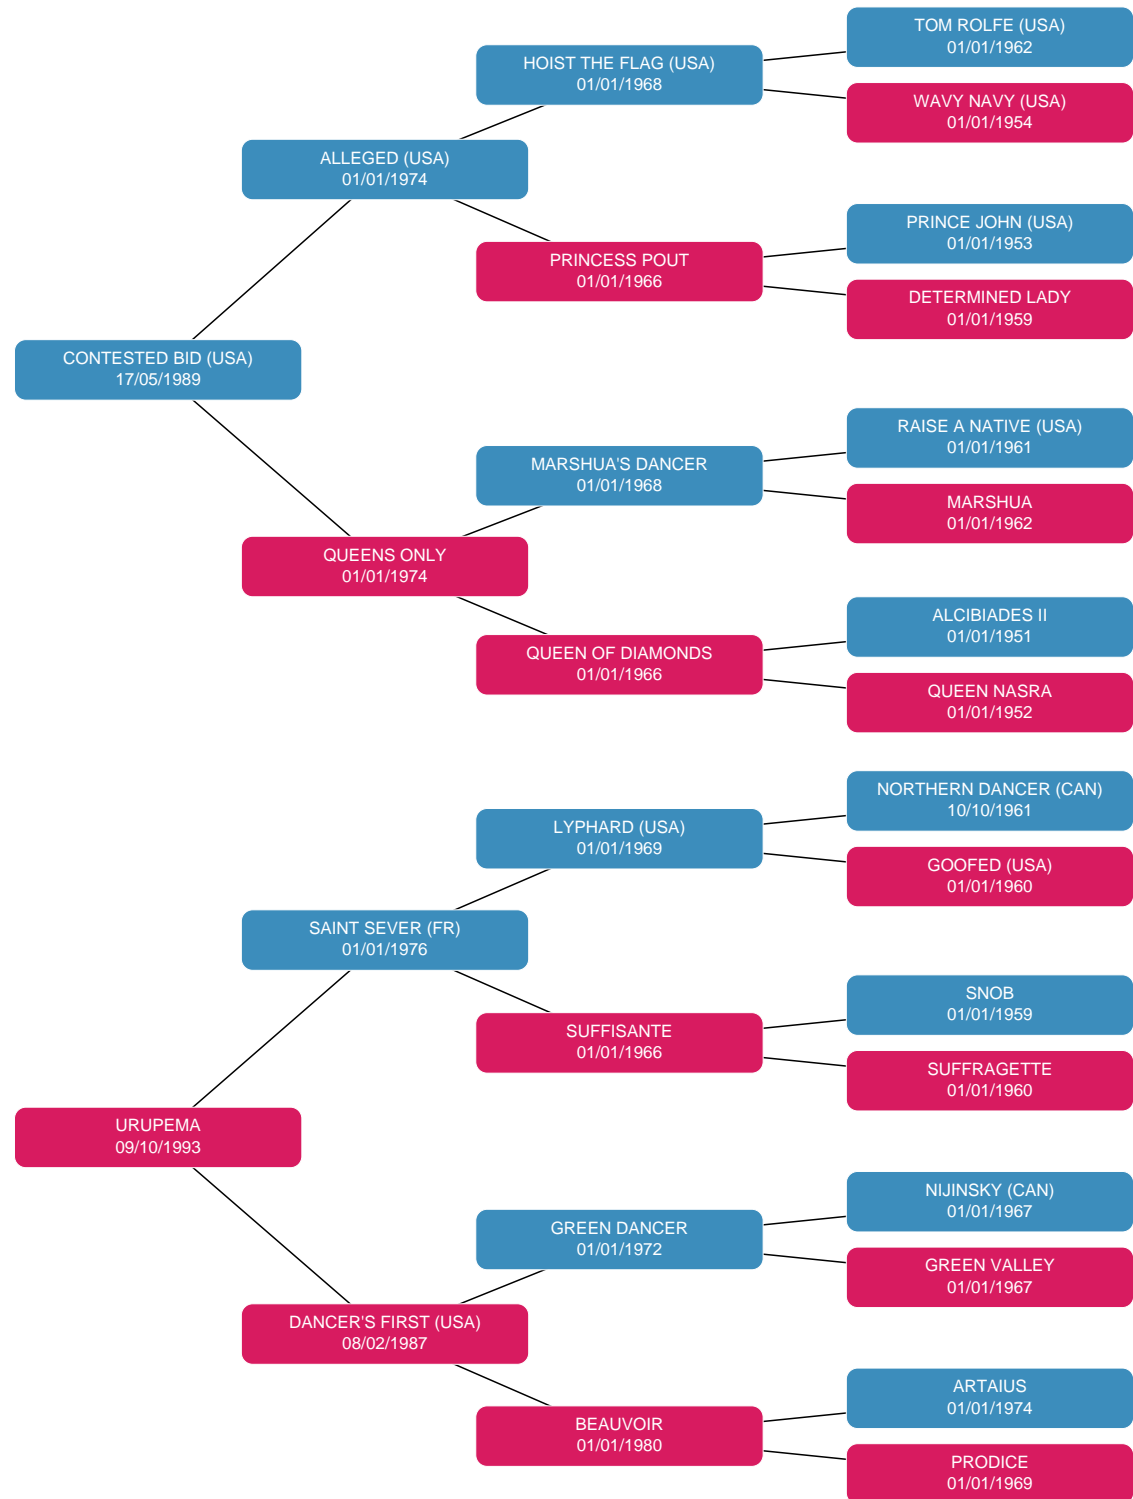 TOM ROLFE (USA)
01/01/1962
HOIST THE FLAG (USA)
01/01/1968
WAVY NAVY (USA)
01/01/1954
ALLEGED (USA)
01/01/1974
PRINCE JOHN (USA)
01/01/1953
PRINCESS POUT
01/01/1966
DETERMINED LADY
01/01/1959
CONTESTED BID (USA)
17/05/1989
RAISE A NATIVE (USA)
01/01/1961
MARSHUA'S DANCER
01/01/1968
MARSHUA
01/01/1962
QUEENS ONLY
01/01/1974
ALCIBIADES II
01/01/1951
QUEEN OF DIAMONDS
01/01/1966
QUEEN NASRA
01/01/1952
NORTHERN DANCER (CAN)
10/10/1961
LYPHARD (USA)
01/01/1969
GOOFED (USA)
01/01/1960
SAINT SEVER (FR)
01/01/1976
SNOB
01/01/1959
SUFFISANTE
01/01/1966
SUFFRAGETTE
01/01/1960
URUPEMA
09/10/1993
NIJINSKY (CAN)
01/01/1967
GREEN DANCER
01/01/1972
GREEN VALLEY
01/01/1967
DANCER'S FIRST (USA)
08/02/1987
ARTAIUS
01/01/1974
BEAUVOIR
01/01/1980
PRODICE
01/01/1969